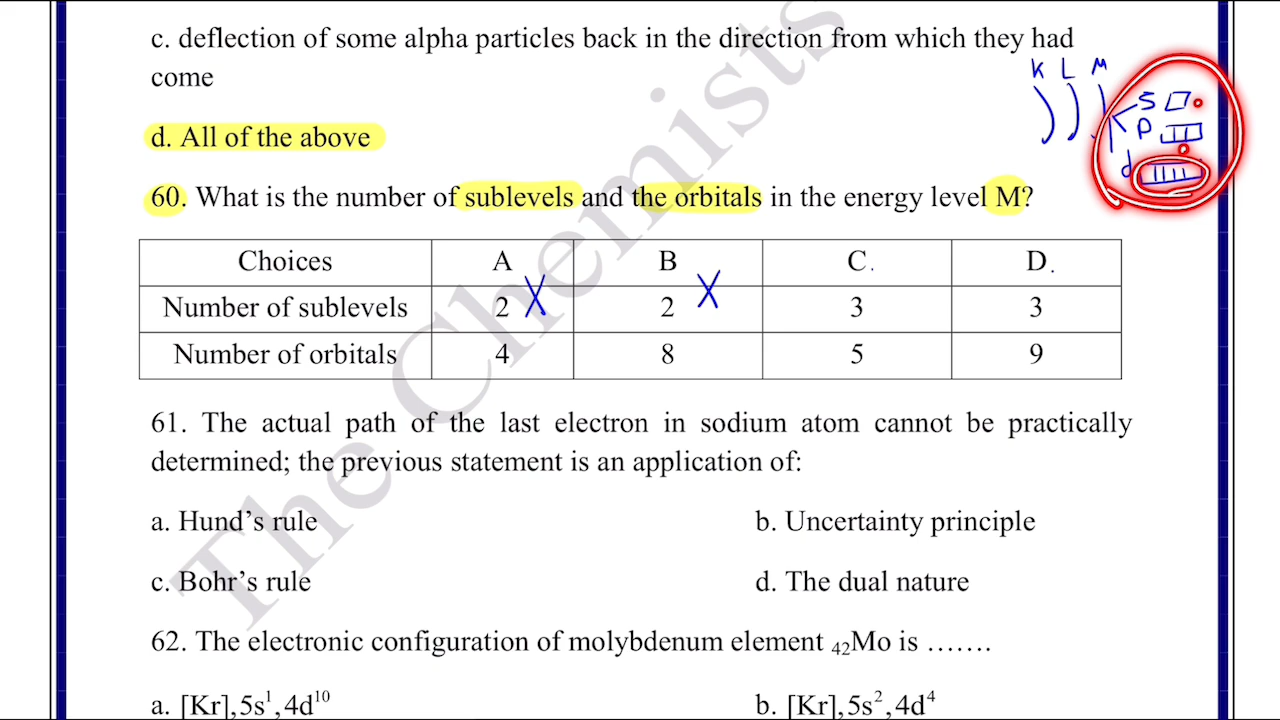 c. deflection of some alpha particles back in the direction from which they had
come
K L M
S
P
d
d. All of the above
60. What is the number of sublevels and the orbitals in the energy level M?
Choices A B C. D.
Number of sublevels 2 X 2 X 3 3
Number of orbitals 4 8 5 9
61. The actual path of the last electron in sodium atom cannot be practically
determined; the previous statement is an application of:
a. Hund's rule b. Uncertainty principle
c. Bohr's rule d. The dual nature
62. The electronic configuration of molybdenum element ₄₂Mo is …….
a. [Kr],5s¹,4d¹⁰ b. [Kr],5s²,4d⁴
The Chemists